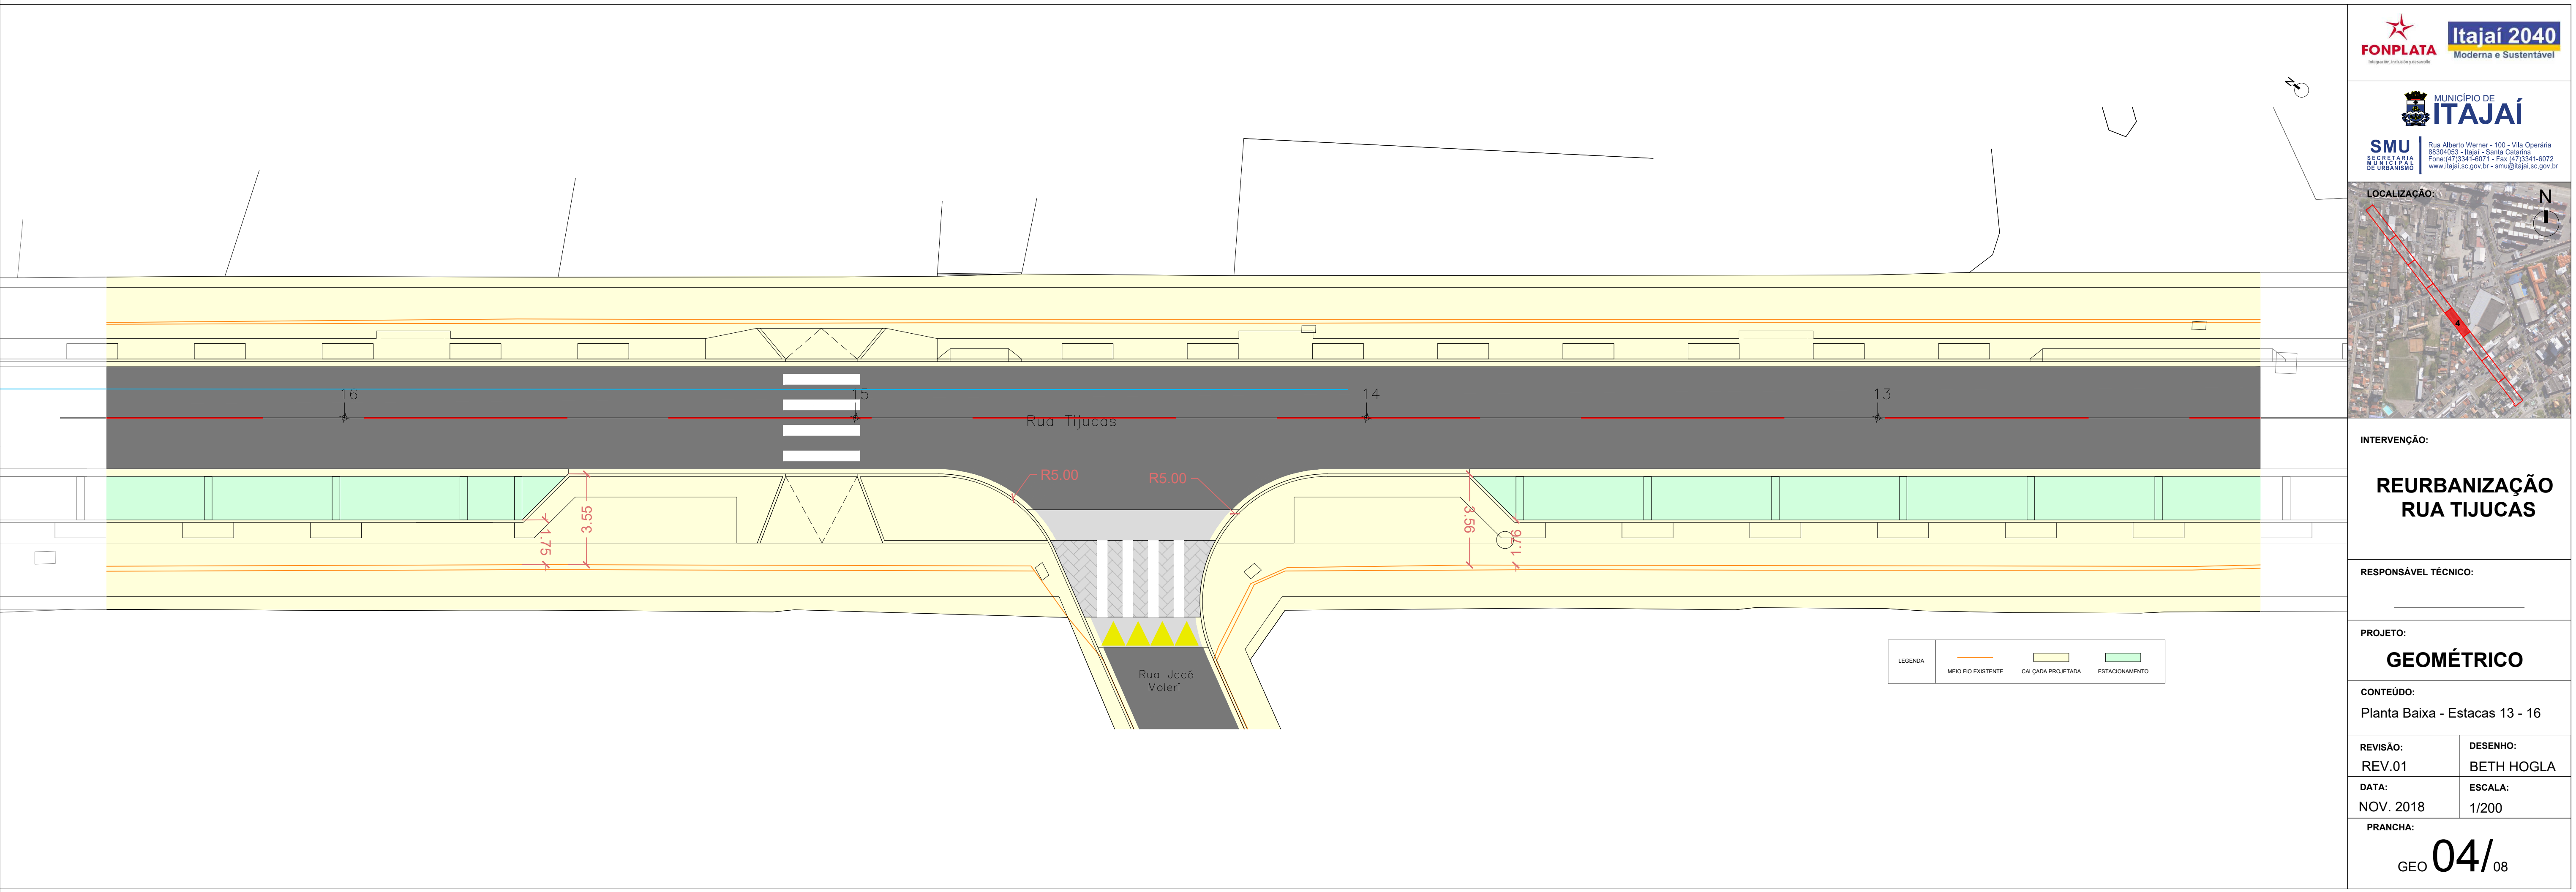 N
16
15
14
13
Rua Tijucas
R5.00
R5.00
1.75
3.55
3.56
1.76
Rua Jacó
Moleri
LEGENDA
MEIO FIO EXISTENTE
CALÇADA PROJETADA
ESTACIONAMENTO
FONPLATA
Integración, inclusión y desarrollo
Itajaí 2040
Moderna e Sustentável
MUNICÍPIO DE
ITAJAÍ
SMU
SECRETARIA
MUNICIPAL
DE URBANISMO
Rua Alberto Werner - 100 - Vila Operária
88304053 - Itajaí - Santa Catarina
Fone:(47)3341-6071 - Fax (47)3341-6072
www.itajai.sc.gov.br - smu@itajai.sc.gov.br
LOCALIZAÇÃO:
N
4
INTERVENÇÃO:
REURBANIZAÇÃO
RUA TIJUCAS
RESPONSÁVEL TÉCNICO:
PROJETO:
GEOMÉTRICO
CONTEÚDO:
Planta Baixa - Estacas 13 - 16
REVISÃO:
REV.01
DESENHO:
BETH HOGLA
DATA:
NOV. 2018
ESCALA:
1/200
PRANCHA:
GEO 04/08